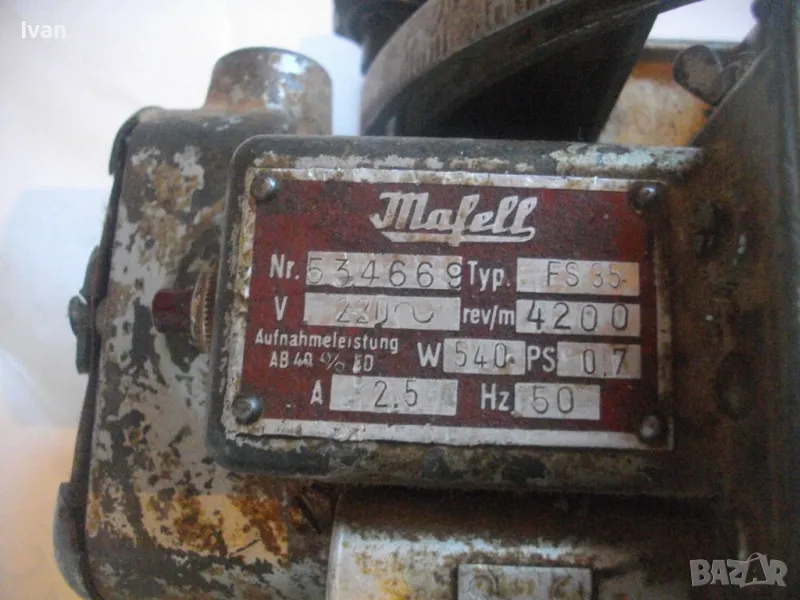 Ivan
Mafell
Nr. 534669 Typ. FS 35
V 220~ rev/m 4200
Aufnahmeleistung
AB 40 % ED W 540 PS 0,7
A 2,5 Hz 50
BAZAR